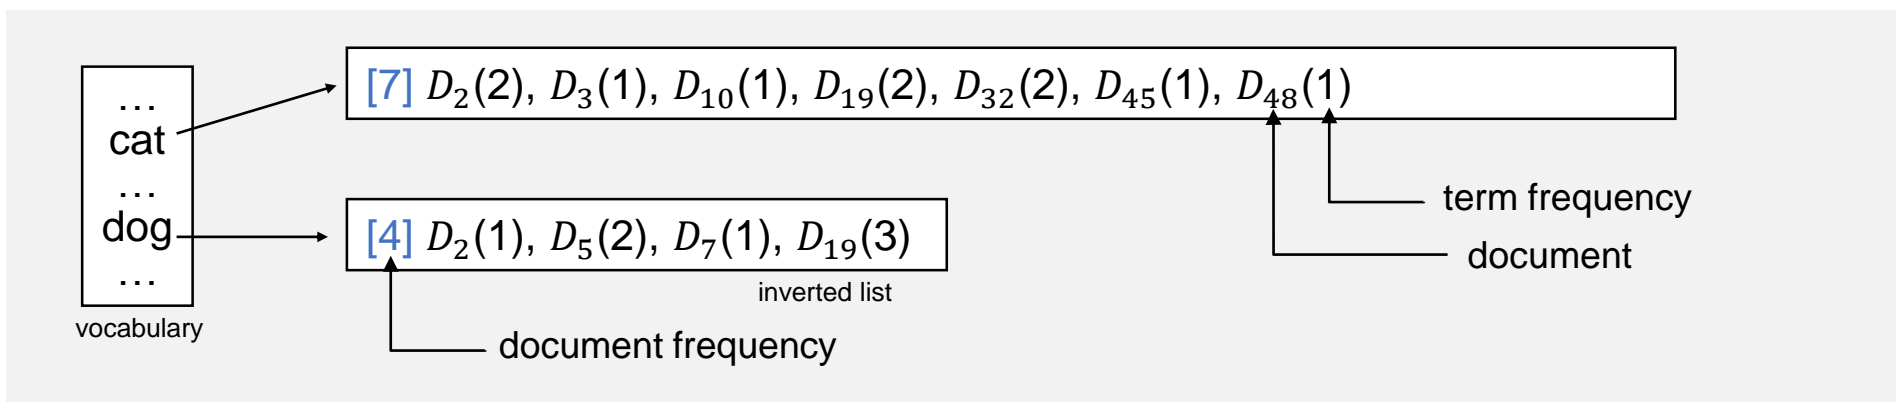 …
cat
…
dog
…
vocabulary
[7] D₂(2), D₃(1), D₁₀(1), D₁₉(2), D₃₂(2), D₄₅(1), D₄₈(1)
term frequency
document
[4] D₂(1), D₅(2), D₇(1), D₁₉(3)
inverted list
document frequency